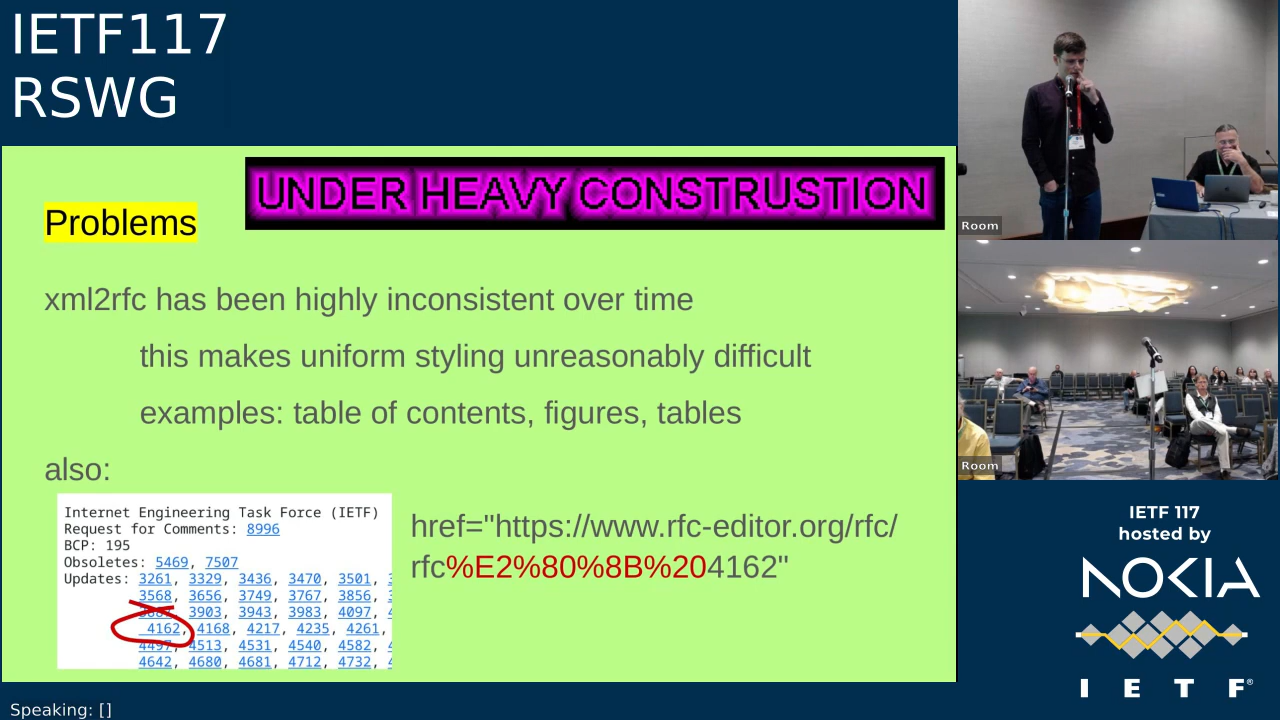 IETF117
RSWG
UNDER HEAVY CONSTRUSTION
Problems
xml2rfc has been highly inconsistent over time
this makes uniform styling unreasonably difficult
examples: table of contents, figures, tables
also:
Internet Engineering Task Force (IETF)
Request for Comments: 8996
BCP: 195
Obsoletes: 5469, 7507
Updates: 3261, 3329, 3436, 3470, 3501,
3568, 3656, 3749, 3767, 3856,
3903, 3943, 3983, 4097,
4162, 4168, 4217, 4235, 4261,
4497, 4513, 4531, 4540, 4582,
4642, 4680, 4681, 4712, 4732,
href="https://www.rfc-editor.org/rfc/
rfc%E2%80%8B%204162"
Room
Room
IETF 117
hosted by
NOKIA
I E T F®
Speaking: []